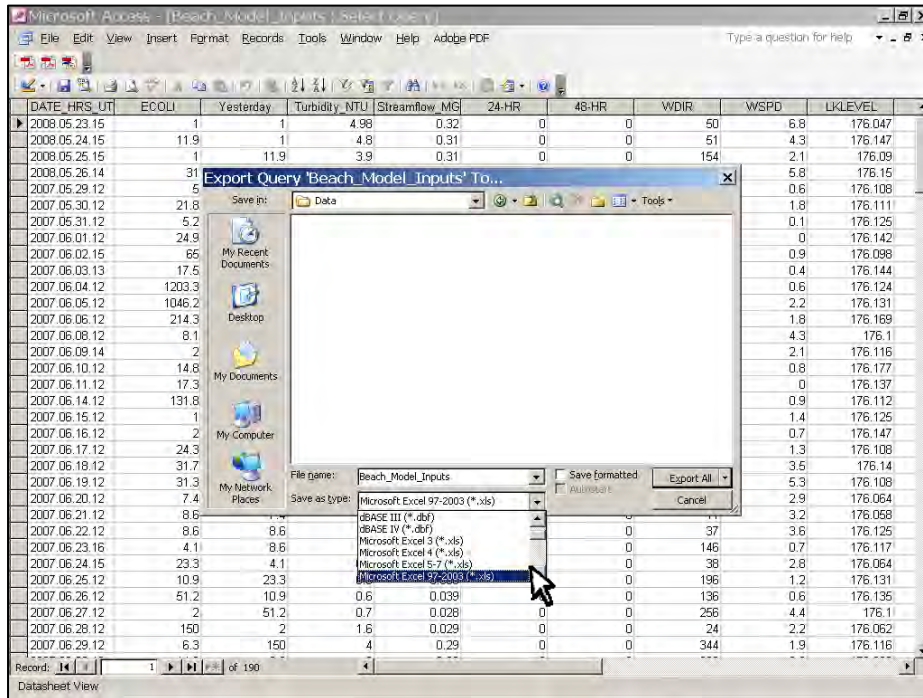 Microsoft Access - [Beach_Model_Inputs : Select Query]
File Edit View Insert Format Records Tools Window Help Adobe PDF Type a question for help
DATE_HRS_UT ECOLI Yesterday Turbidity_NTU Streamflow_MG 24-HR 48-HR WDIR WSPD LKLEVEL
2008.05.23.15 1 1 4.98 0.32 0 0 50 6.8 176.047
2008.05.24.15 11.9 1 4.8 0.31 0 0 51 4.3 176.147
2008.05.25.15 1 11.9 3.9 0.31 0 0 154 2.1 176.09
2008.05.26.14 31 5.8 176.15
2007.05.29.12 5 0.6 176.108
2007.05.30.12 21.8 1.8 176.111
2007.05.31.12 5.2 0.1 176.125
2007.06.01.12 24.9 0 176.142
2007.06.02.15 65 0.9 176.098
2007.06.03.13 17.5 0.4 176.144
2007.06.04.12 1203.3 0.6 176.124
2007.06.05.12 1046.2 2.2 176.131
2007.06.06.12 214.3 1.8 176.169
2007.06.08.12 8.1 4.3 176.1
2007.06.09.14 2 2.1 176.116
2007.06.10.12 14.8 0.8 176.177
2007.06.11.12 17.3 0 176.137
2007.06.14.12 131.8 0.9 176.112
2007.06.15.12 1 1.4 176.125
2007.06.16.12 2 0.7 176.147
2007.06.17.12 24.3 1.3 176.108
2007.06.18.12 31.7 3.5 176.14
2007.06.19.12 31.3 5.3 176.108
2007.06.20.12 7.4 2.9 176.064
2007.06.21.12 8.6 3.2 176.058
2007.06.22.12 8.6 8.6 0 37 3.6 176.125
2007.06.23.16 4.1 8.6 0 146 0.7 176.117
2007.06.24.15 23.3 4.1 0 38 2.8 176.064
2007.06.25.12 10.9 23.3 0 196 1.2 176.131
2007.06.26.12 51.2 10.9 0.6 0.039 0 0 136 0.6 176.135
2007.06.27.12 2 51.2 0.7 0.028 0 0 256 4.4 176.1
2007.06.28.12 150 2 1.6 0.029 0 0 24 2.2 176.062
2007.06.29.12 6.3 150 4 0.29 0 0 344 1.9 176.116
Export Query 'Beach_Model_Inputs' To...
Save in: Data Tools
My Recent Documents
Desktop
My Documents
My Computer
My Network Places
File name: Beach_Model_Inputs Save formatted Export All
Save as type: Microsoft Excel 97-2003 (*.xls) Autostart Cancel
dBASE III (*.dbf)
dBASE IV (*.dbf)
Microsoft Excel 3 (*.xls)
Microsoft Excel 4 (*.xls)
Microsoft Excel 5-7 (*.xls)
Microsoft Excel 97-2003 (*.xls)
Record: 1 of 190
Datasheet View